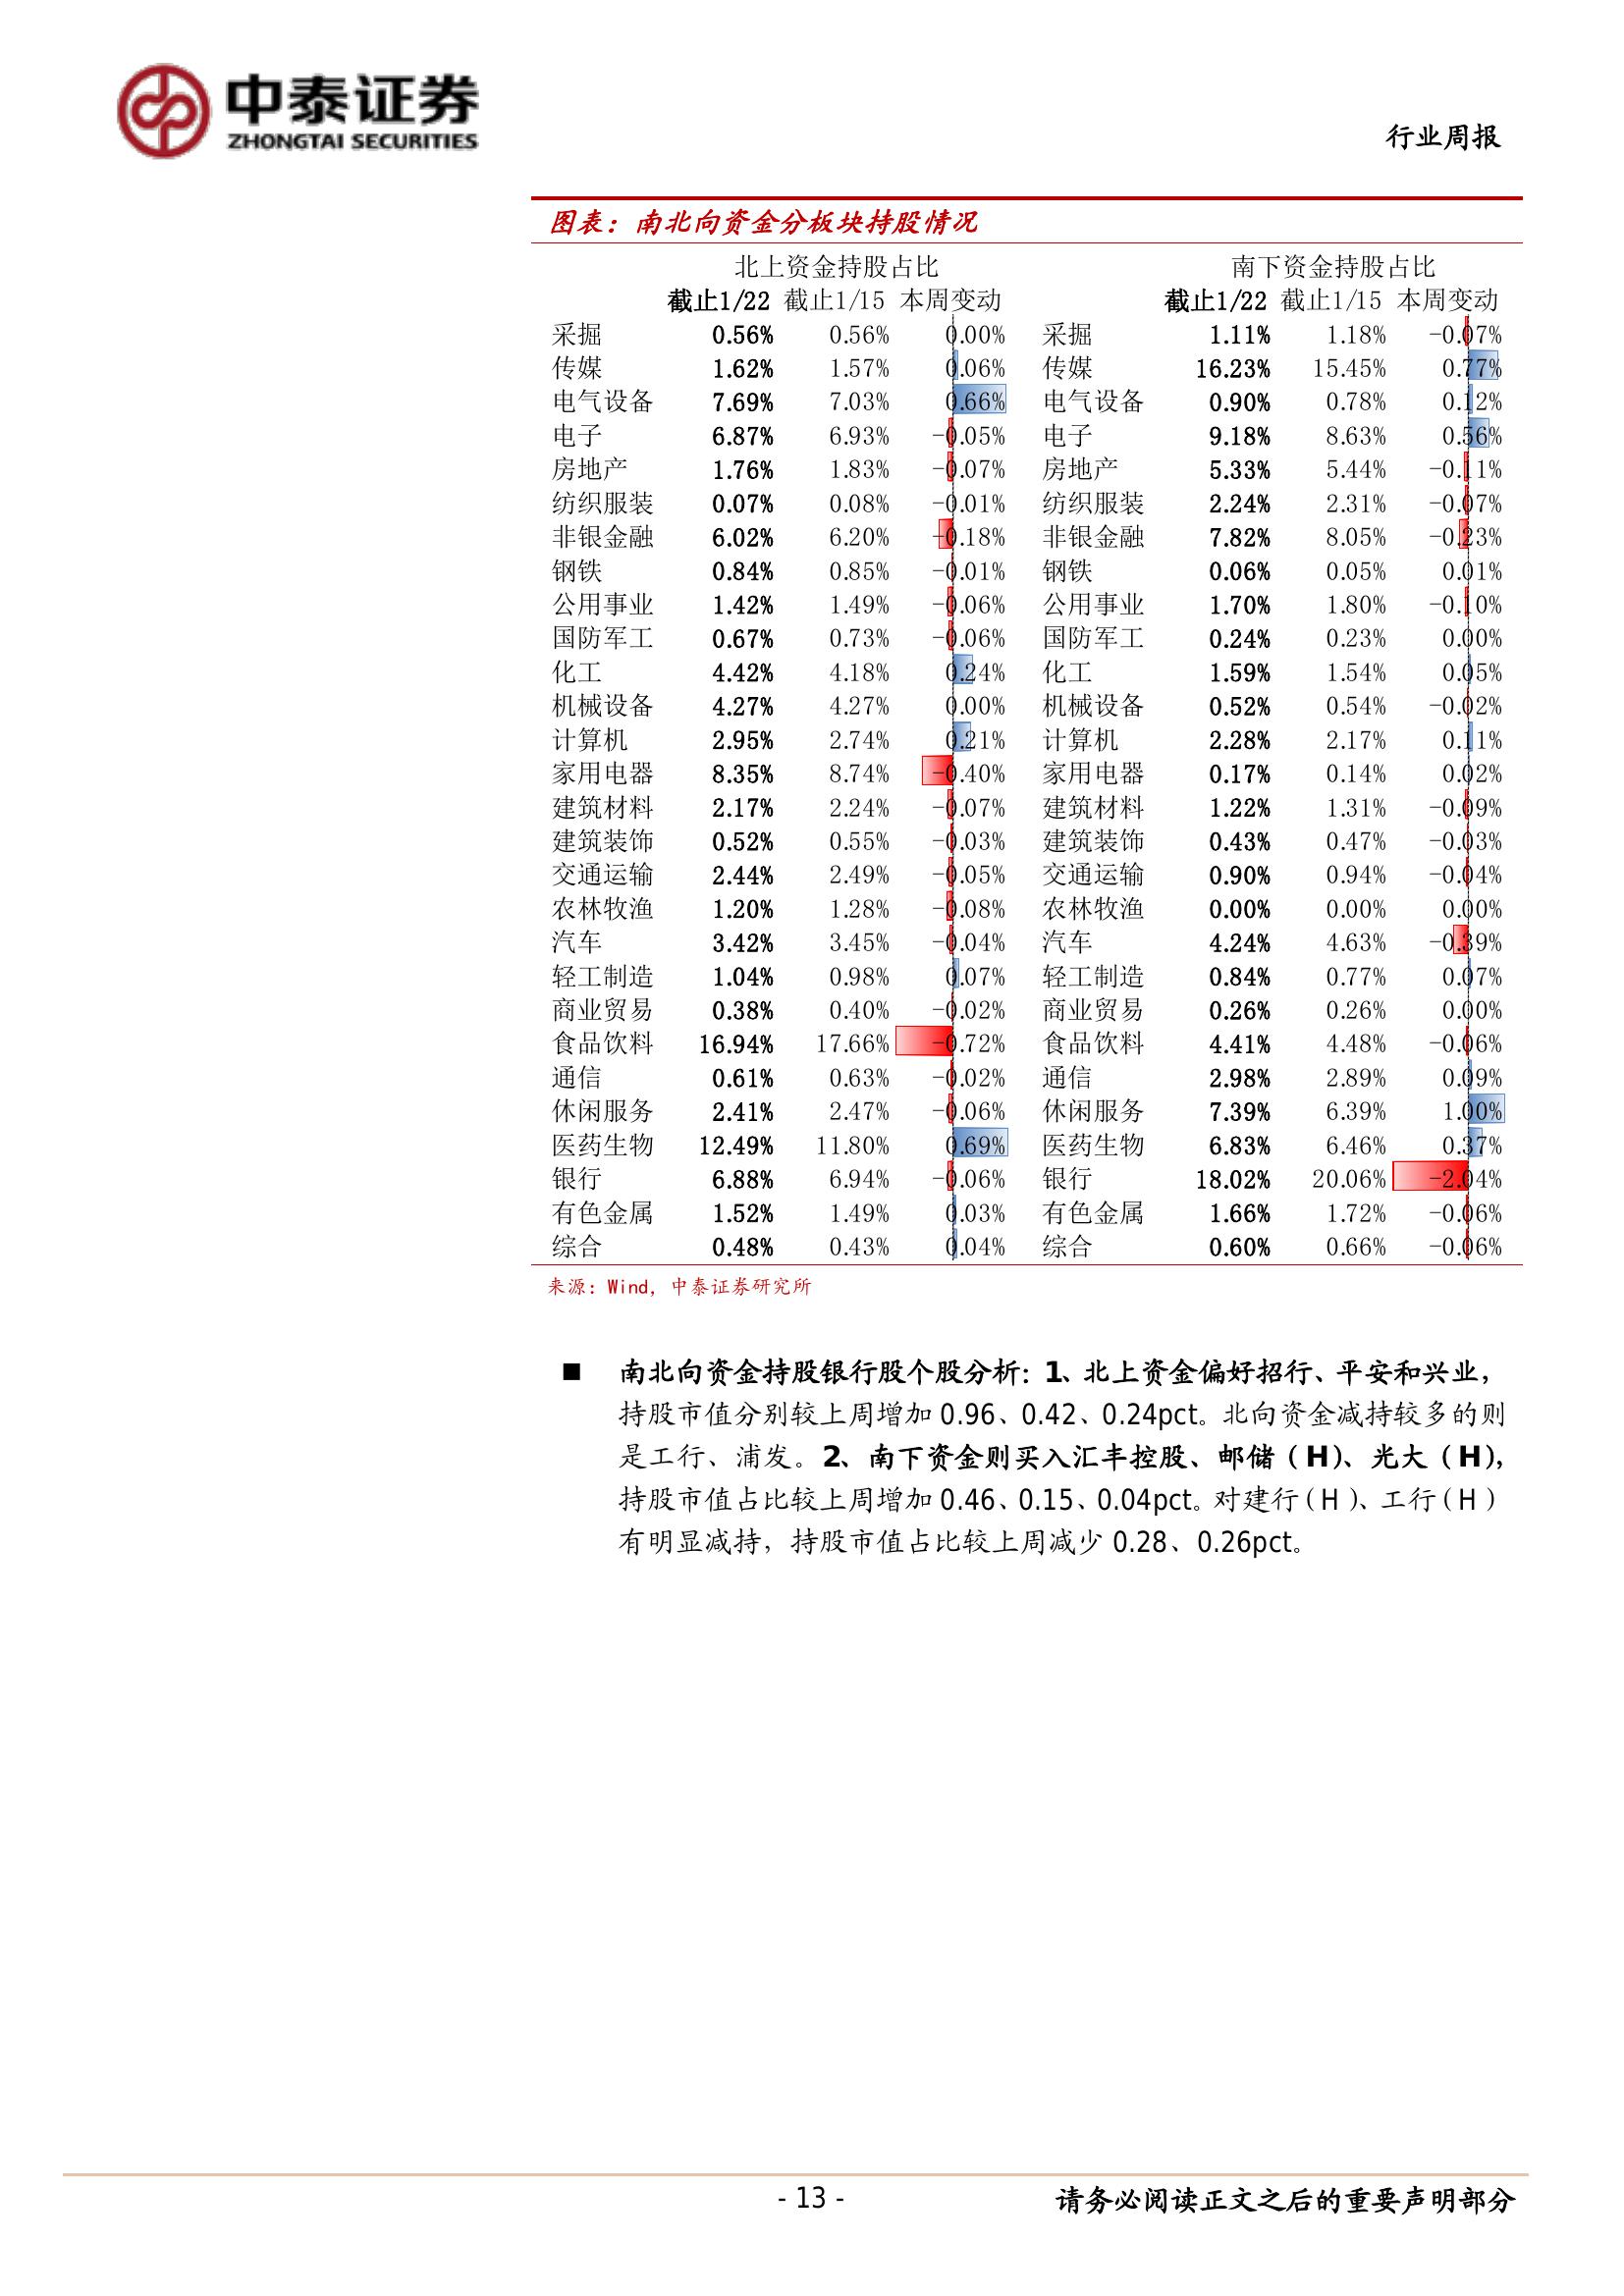 中泰证券
ZHONGTAI SECURITIES
行业周报
图表：南北向资金分板块持股情况
北上资金持股占比 南下资金持股占比
截止1/22 截止1/15 本周变动 截止1/22 截止1/15 本周变动
采掘 0.56% 0.56% 0.00% 采掘 1.11% 1.18% -0.07%
传媒 1.62% 1.57% 0.06% 传媒 16.23% 15.45% 0.77%
电气设备 7.69% 7.03% 0.66% 电气设备 0.90% 0.78% 0.12%
电子 6.87% 6.93% -0.05% 电子 9.18% 8.63% 0.56%
房地产 1.76% 1.83% -0.07% 房地产 5.33% 5.44% -0.11%
纺织服装 0.07% 0.08% -0.01% 纺织服装 2.24% 2.31% -0.07%
非银金融 6.02% 6.20% -0.18% 非银金融 7.82% 8.05% -0.23%
钢铁 0.84% 0.85% -0.01% 钢铁 0.06% 0.05% 0.01%
公用事业 1.42% 1.49% -0.06% 公用事业 1.70% 1.80% -0.10%
国防军工 0.67% 0.73% -0.06% 国防军工 0.24% 0.23% 0.00%
化工 4.42% 4.18% 0.24% 化工 1.59% 1.54% 0.05%
机械设备 4.27% 4.27% 0.00% 机械设备 0.52% 0.54% -0.02%
计算机 2.95% 2.74% 0.21% 计算机 2.28% 2.17% 0.11%
家用电器 8.35% 8.74% -0.40% 家用电器 0.17% 0.14% 0.02%
建筑材料 2.17% 2.24% -0.07% 建筑材料 1.22% 1.31% -0.09%
建筑装饰 0.52% 0.55% -0.03% 建筑装饰 0.43% 0.47% -0.03%
交通运输 2.44% 2.49% -0.05% 交通运输 0.90% 0.94% -0.04%
农林牧渔 1.20% 1.28% -0.08% 农林牧渔 0.00% 0.00% 0.00%
汽车 3.42% 3.45% -0.04% 汽车 4.24% 4.63% -0.39%
轻工制造 1.04% 0.98% 0.07% 轻工制造 0.84% 0.77% 0.07%
商业贸易 0.38% 0.40% -0.02% 商业贸易 0.26% 0.26% 0.00%
食品饮料 16.94% 17.66% -0.72% 食品饮料 4.41% 4.48% -0.06%
通信 0.61% 0.63% -0.02% 通信 2.98% 2.89% 0.09%
休闲服务 2.41% 2.47% -0.06% 休闲服务 7.39% 6.39% 1.00%
医药生物 12.49% 11.80% 0.69% 医药生物 6.83% 6.46% 0.37%
银行 6.88% 6.94% -0.06% 银行 18.02% 20.06% -2.04%
有色金属 1.52% 1.49% 0.03% 有色金属 1.66% 1.72% -0.06%
综合 0.48% 0.43% 0.04% 综合 0.60% 0.66% -0.06%
来源：Wind，中泰证券研究所
■ 南北向资金持股银行股个股分析：1、北上资金偏好招行、平安和兴业，
持股市值分别较上周增加 0.96、0.42、0.24pct。北向资金减持较多的则
是工行、浦发。2、南下资金则买入汇丰控股、邮储（H）、光大（H），
持股市值占比较上周增加 0.46、0.15、0.04pct。对建行（H）、工行（H）
有明显减持，持股市值占比较上周减少 0.28、0.26pct。
- 13 -
请务必阅读正文之后的重要声明部分